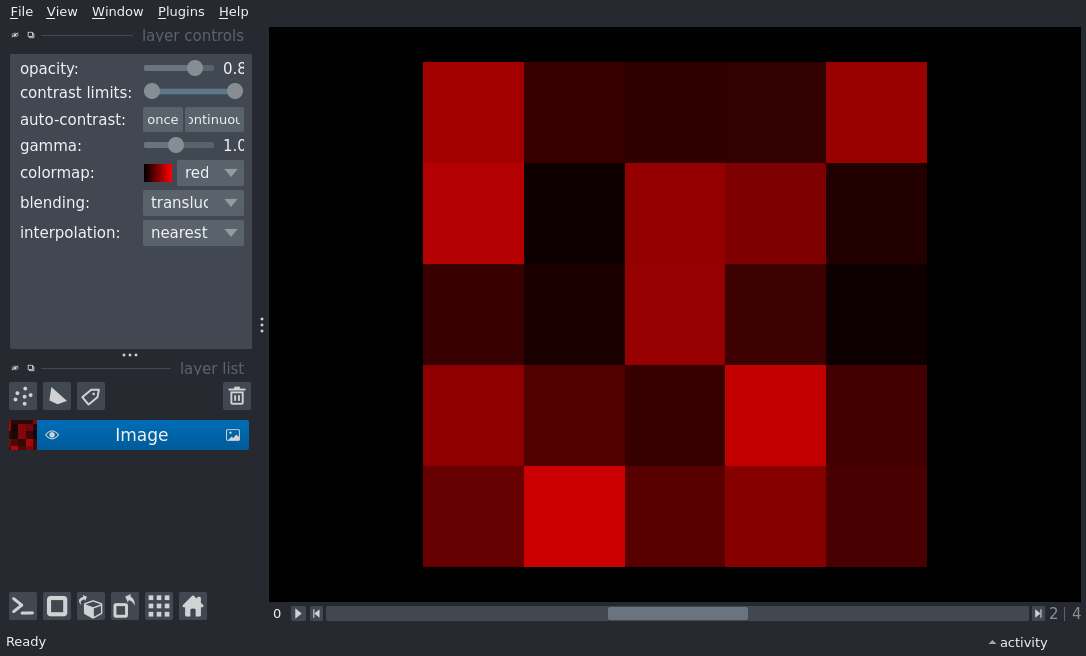 File View Window Plugins Help
layer controls
opacity: 0.8
contrast limits:
auto-contrast: once ontinuou
gamma: 1.0
colormap: red
blending: transluc
interpolation: nearest
layer list
Image
0 2 | 4
Ready activity